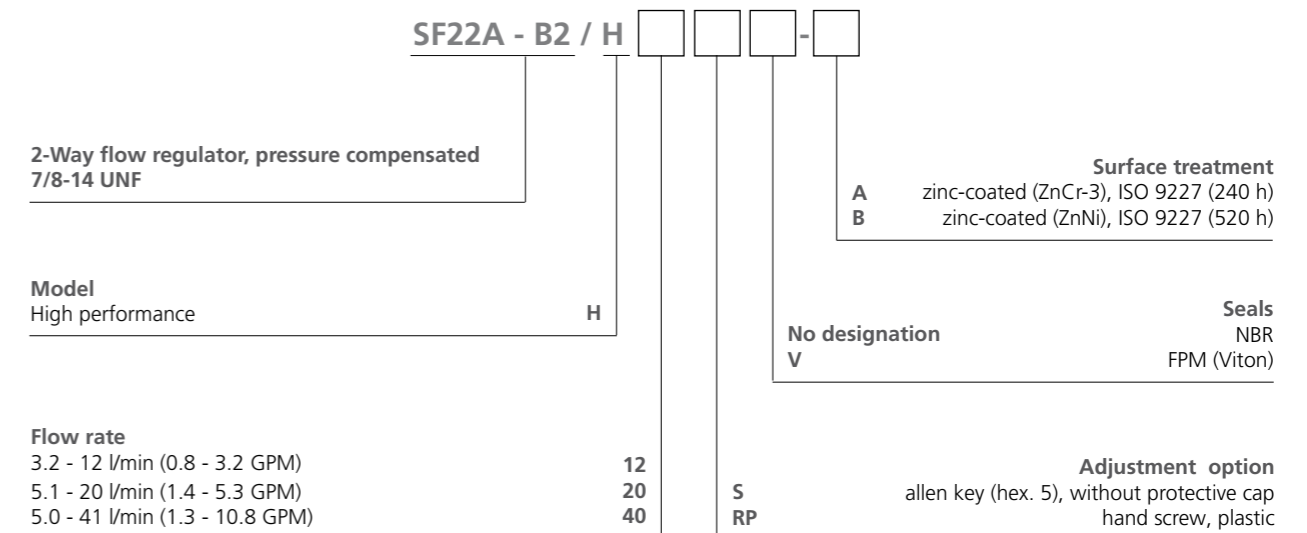 SF22A - B2 / H -
2-Way flow regulator, pressure compensated
7/8-14 UNF
Surface treatment
A zinc-coated (ZnCr-3), ISO 9227 (240 h)
B zinc-coated (ZnNi), ISO 9227 (520 h)
Model
High performance H
Seals
No designation NBR
V FPM (Viton)
Flow rate
3.2 - 12 l/min (0.8 - 3.2 GPM) 12
5.1 - 20 l/min (1.4 - 5.3 GPM) 20
5.0 - 41 l/min (1.3 - 10.8 GPM) 40
Adjustment option
S allen key (hex. 5), without protective cap
RP hand screw, plastic